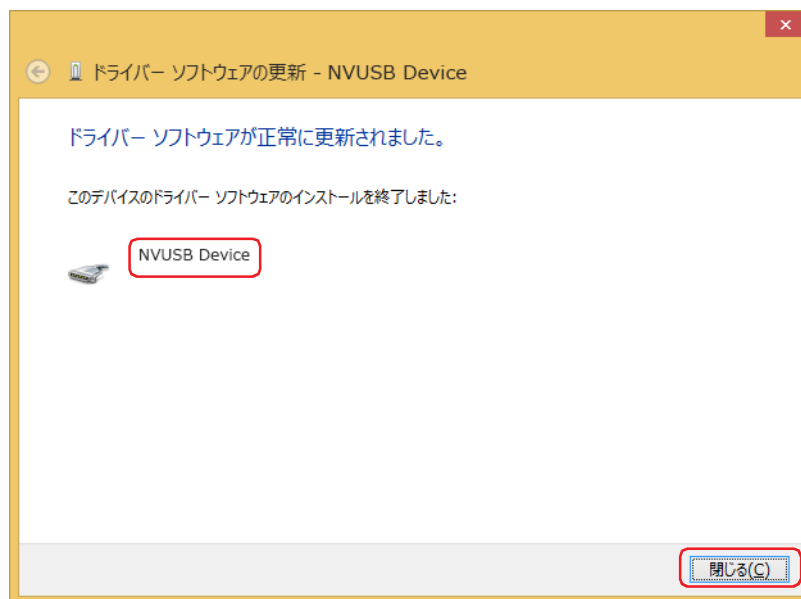 ドライバー ソフトウェアの更新 - NVUSB Device
ドライバー ソフトウェアが正常に更新されました。
このデバイスのドライバー ソフトウェアのインストールを終了しました:
NVUSB Device
閉じる(C)